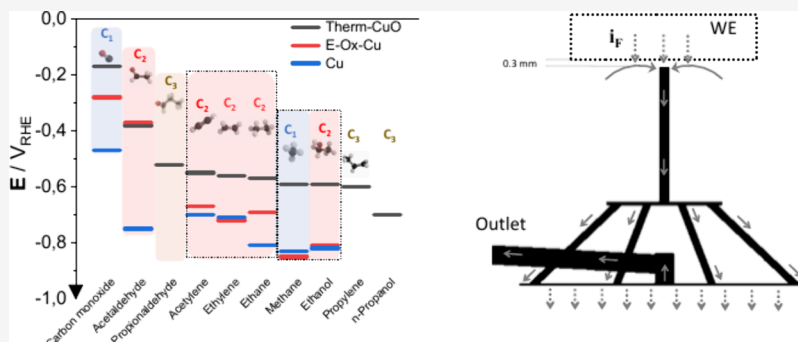 0,0
-0,2
-0,4
-0,6
-0,8
-1,0
E / V_RHE
Therm-CuO
E-Ox-Cu
Cu
C₁
C₂
C₃
C₂
C₂
C₂
C₁
C₂
C₃
C₃
Carbon monoxide
Acetaldehyde
Propionaldehyde
Acetylene
Ethylene
Ethane
Methane
Ethanol
Propylene
n-Propanol
i_F
WE
0.3 mm
Outlet